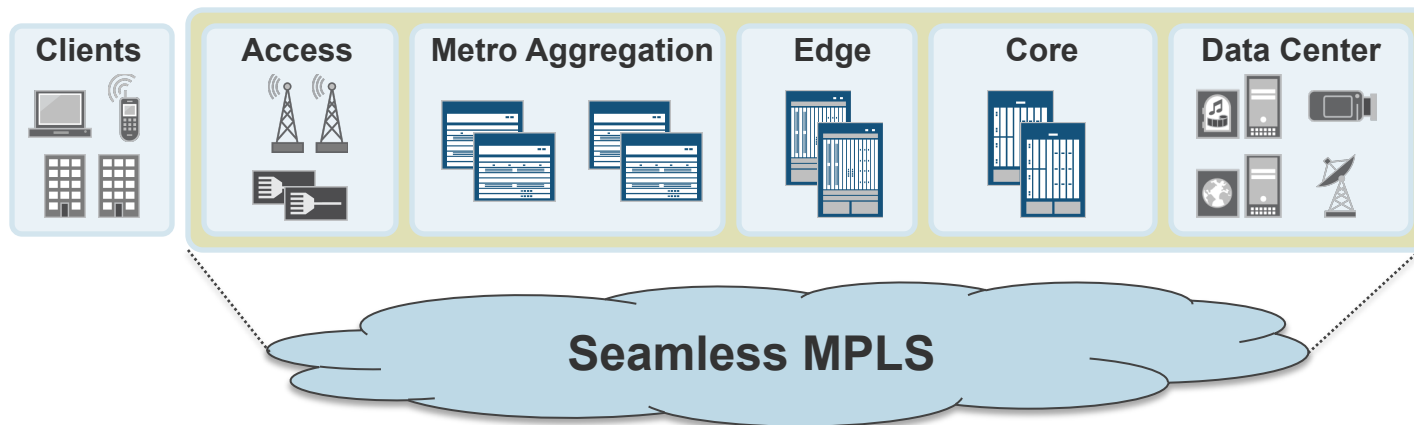 Clients
Access
Metro Aggregation
Edge
Core
Data Center
Seamless MPLS